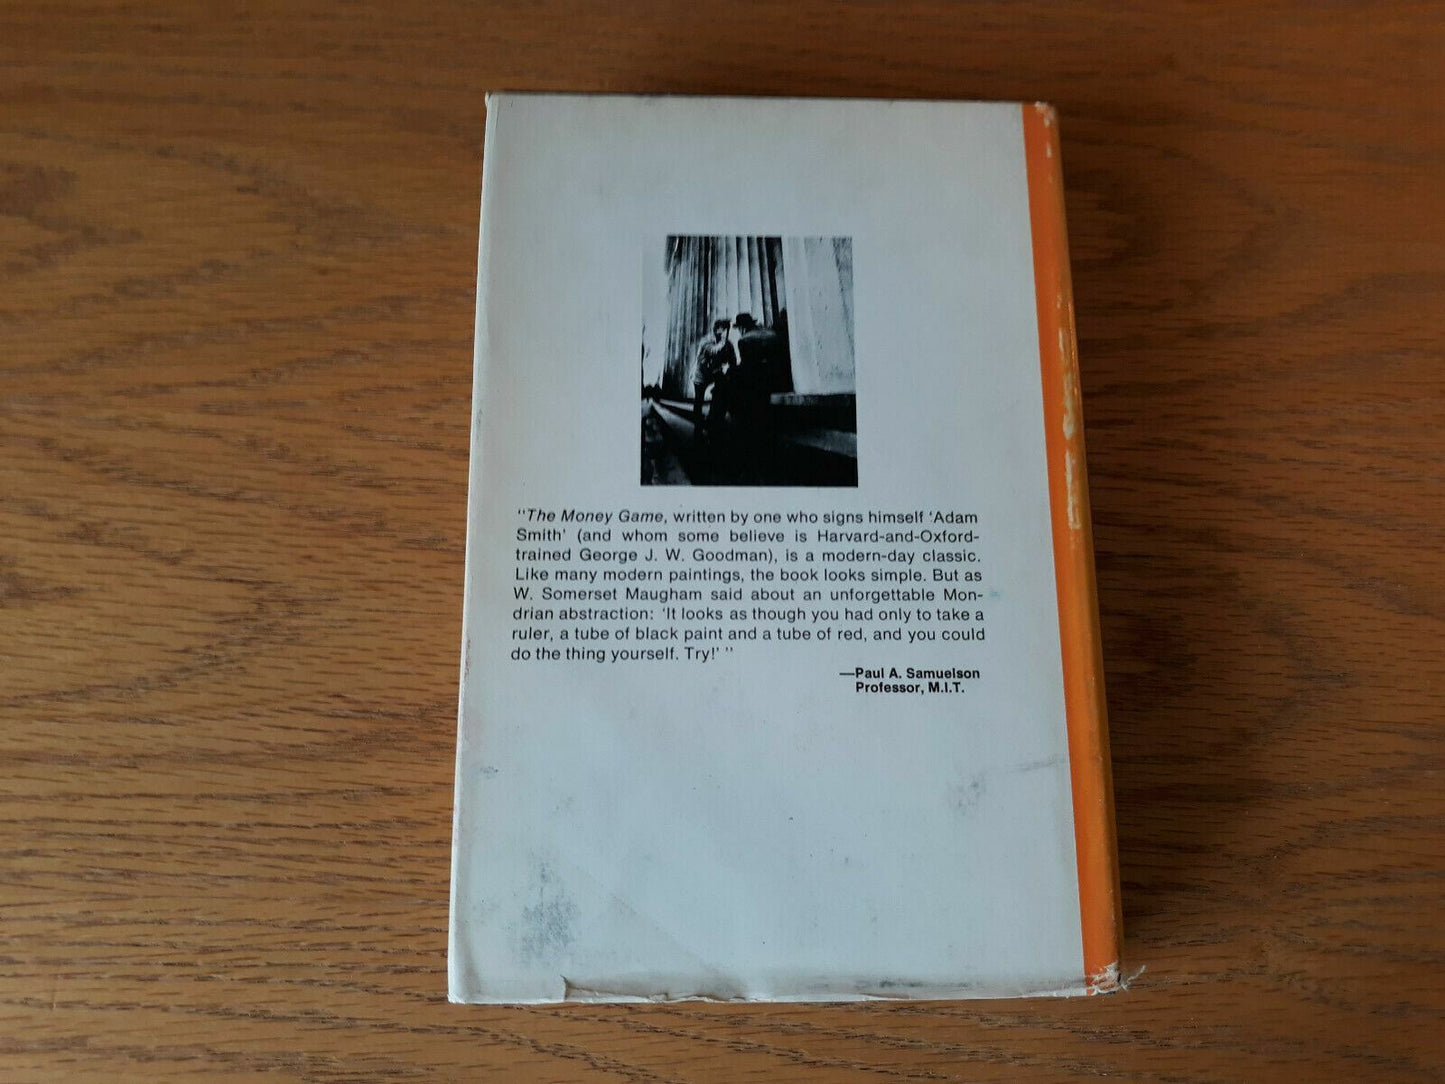 "The Money Game, written by one who signs himself 'Adam
Smith' (and whom some believe is Harvard-and-Oxford-
trained George J. W. Goodman), is a modern-day classic.
Like many modern paintings, the book looks simple. But as
W. Somerset Maugham said about an unforgettable Mon-
drian abstraction: 'It looks as though you had only to take a
ruler, a tube of black paint and a tube of red, and you could
do the thing yourself. Try!' "
—Paul A. Samuelson
Professor, M.I.T.